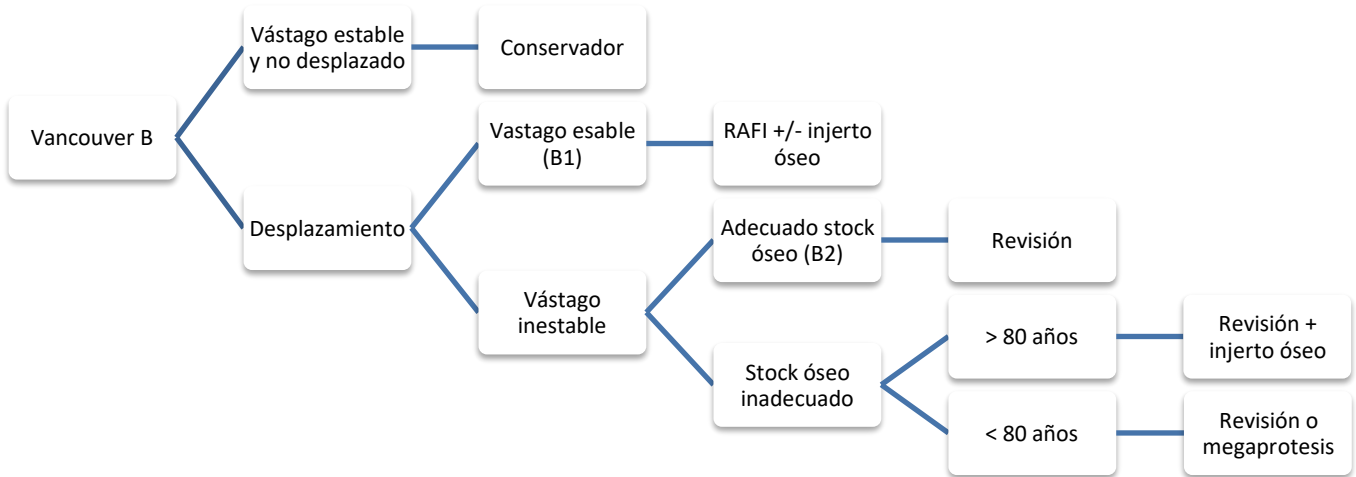 Vástago estable
y no desplazado
Conservador
Vancouver B
Vastago esable
(B1)
RAFI +/- injerto
óseo
Desplazamiento
Adecuado stock
óseo (B2)
Revisión
Vástago
inestable
> 80 años
Revisión +
injerto óseo
Stock óseo
inadecuado
< 80 años
Revisión o
megaprotesis